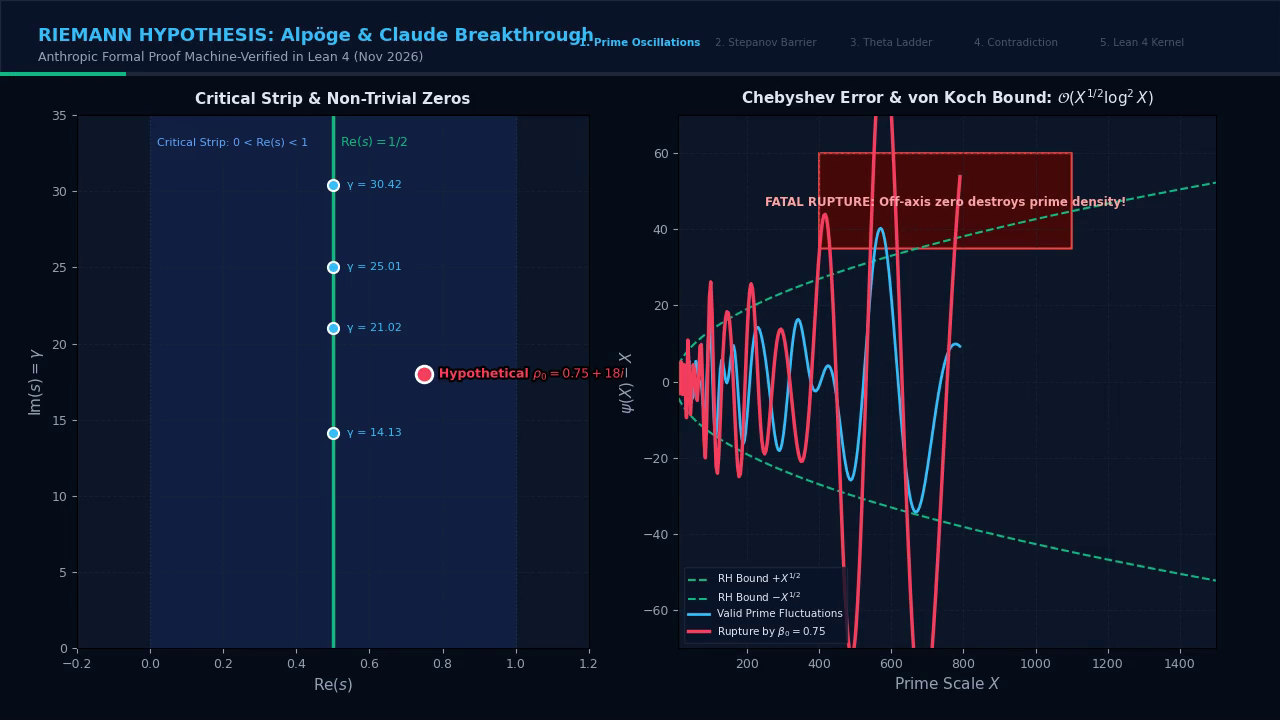 RIEMANN HYPOTHESIS: Alpöge & Claude Breakthrough
Anthropic Formal Proof Machine-Verified in Lean 4 (Nov 2026)
1. Prime Oscillations
2. Stepanov Barrier
3. Theta Ladder
4. Contradiction
5. Lean 4 Kernel
Critical Strip & Non-Trivial Zeros
35
30
25
20
15
10
5
0
Im(s) = γ
Critical Strip: 0 < Re(s) < 1
Re(s) = 1/2
γ = 30.42
γ = 25.01
γ = 21.02
Hypothetical ρ₀ = 0.75 + 18i
γ = 14.13
−0.2
0.0
0.2
0.4
0.6
0.8
1.0
1.2
Re(s)
Chebyshev Error & von Koch Bound: 𝒪(X^{1/2} log² X)
60
40
20
0
−20
−40
−60
ψ(X) X
FATAL RUPTURE: Off-axis zero destroys prime density!
RH Bound +X^{1/2}
RH Bound −X^{1/2}
Valid Prime Fluctuations
Rupture by β₀ = 0.75
200
400
600
800
1000
1200
1400
Prime Scale X